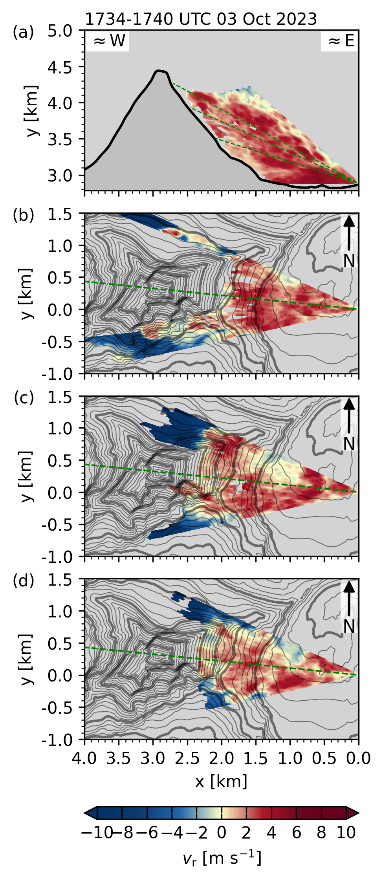 1734-1740 UTC 03 Oct 2023
(a)
≈ W
≈ E
5.0
4.5
4.0
3.5
3.0
y [km]
(b)
1.5
1.0
0.5
0.0
-0.5
-1.0
y [km]
N
(c)
1.5
1.0
0.5
0.0
-0.5
-1.0
y [km]
N
(d)
1.5
1.0
0.5
0.0
-0.5
-1.0
y [km]
N
4.0 3.5 3.0 2.5 2.0 1.5 1.0 0.5 0.0
x [km]
−10 −8 −6 −4 −2 0 2 4 6 8 10
vr [m s−1]